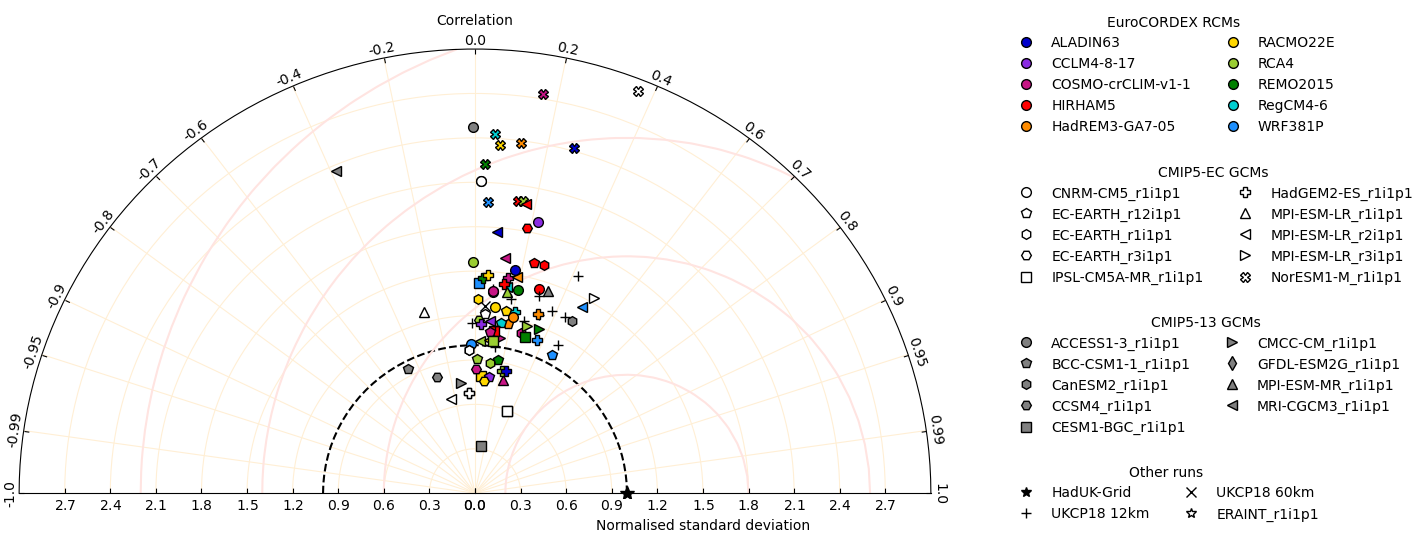 Correlation
-1.0
-0.99
-0.95
-0.9
-0.8
-0.7
-0.6
-0.4
-0.2
0.0
0.2
0.4
0.6
0.7
0.8
0.9
0.95
0.99
1.0
2.7 2.4 2.1 1.8 1.5 1.2 0.9 0.6 0.3 0.0 0.3 0.6 0.9 1.2 1.5 1.8 2.1 2.4 2.7
Normalised standard deviation
EuroCORDEX RCMs
ALADIN63 RACMO22E
CCLM4-8-17 RCA4
COSMO-crCLIM-v1-1 REMO2015
HIRHAM5 RegCM4-6
HadREM3-GA7-05 WRF381P
CMIP5-EC GCMs
CNRM-CM5_r1i1p1 HadGEM2-ES_r1i1p1
EC-EARTH_r12i1p1 MPI-ESM-LR_r1i1p1
EC-EARTH_r1i1p1 MPI-ESM-LR_r2i1p1
EC-EARTH_r3i1p1 MPI-ESM-LR_r3i1p1
IPSL-CM5A-MR_r1i1p1 NorESM1-M_r1i1p1
CMIP5-13 GCMs
ACCESS1-3_r1i1p1 CMCC-CM_r1i1p1
BCC-CSM1-1_r1i1p1 GFDL-ESM2G_r1i1p1
CanESM2_r1i1p1 MPI-ESM-MR_r1i1p1
CCSM4_r1i1p1 MRI-CGCM3_r1i1p1
CESM1-BGC_r1i1p1
Other runs
HadUK-Grid UKCP18 60km
UKCP18 12km ERAINT_r1i1p1